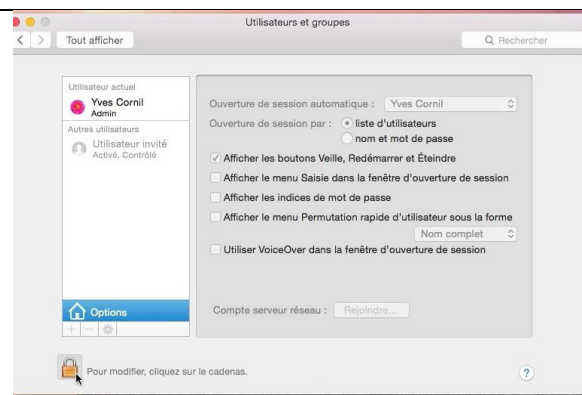 Utilisateurs et groupes
Tout afficher
Rechercher
Utilisateur actuel
Yves Cornil
Admin
Autres utilisateurs
Utilisateur invité
Activé, Contrôlé
Options
Ouverture de session automatique : Yves Cornil
Ouverture de session par : liste d'utilisateurs
nom et mot de passe
Afficher les boutons Veille, Redémarrer et Éteindre
Afficher le menu Saisie dans la fenêtre d'ouverture de session
Afficher les indices de mot de passe
Afficher le menu Permutation rapide d'utilisateur sous la forme
Nom complet
Utiliser VoiceOver dans la fenêtre d'ouverture de session
Compte serveur réseau : Rejoindre...
Pour modifier, cliquez sur le cadenas.
?